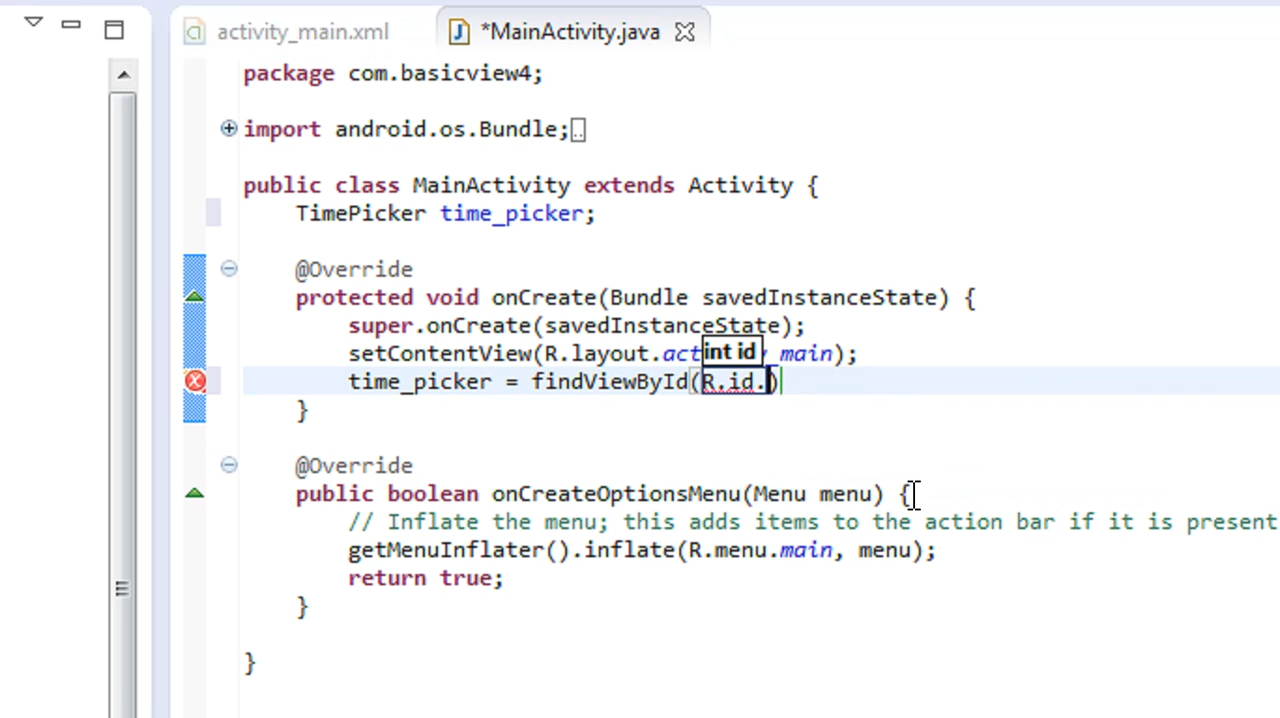 activity_main.xml
*MainActivity.java
package com.basicview4;
import android.os.Bundle;
public class MainActivity extends Activity {
TimePicker time_picker;
@Override
protected void onCreate(Bundle savedInstanceState) {
super.onCreate(savedInstanceState);
setContentView(R.layout.act
int id
_main);
time_picker = findViewById(R.id.)
}
@Override
public boolean onCreateOptionsMenu(Menu menu) {
// Inflate the menu; this adds items to the action bar if it is present
getMenuInflater().inflate(R.menu.main, menu);
return true;
}
}